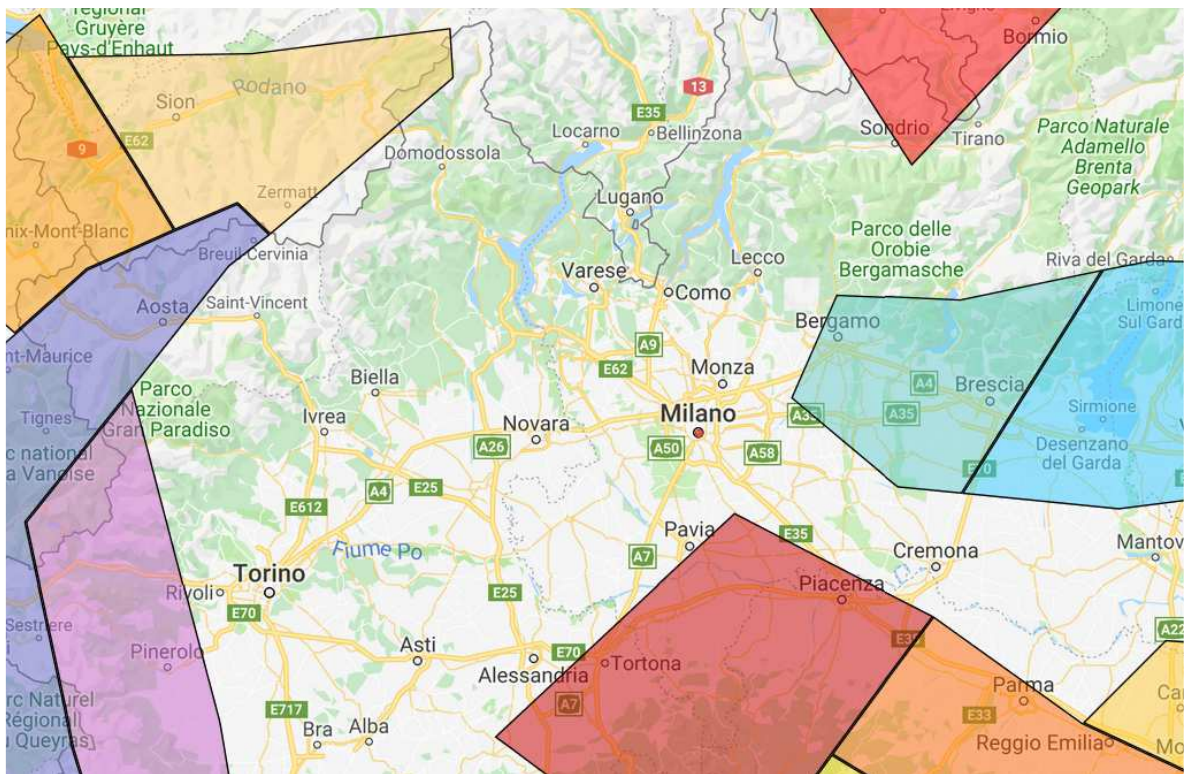 régional
Gruyère
Pays-d'Enhaut
Bormio
Sion
Rodano
13
E35
Locarno
Bellinzona
Sondrio
Tirano
Parco Naturale
Adamello
Brenta
Geopark
9
E62
Domodossola
Zermatt
Lugano
nix-Mont-Blanc
Breuil-Cervinia
Parco delle
Orobie
Bergamasche
Riva del Garda
Varese
Lecco
Como
Aosta
Saint-Vincent
Limone
Sul Gard
Bergamo
nt-Maurice
A9
E62
Monza
Biella
Parco
Nazionale
Gran Paradiso
A4
Brescia
Tignes
Ivrea
Novara
Milano
A35
A35
Sirmione
c national
a Vanoise
A26
A50
A58
Desenzano
del Garda
E70
A4
E25
E612
Pavia
E35
Fiume Po
A7
Cremona
Mantov
Torino
Rivoli
E25
Piacenza
E70
Sestriere
A22
Pinerolo
Asti
E70
Alessandria
Tortona
E35
Parma
rc Naturel
Régional
u Queyras
E717
A7
Bra
Alba
E33
Reggio Emilia
Ca
Mo